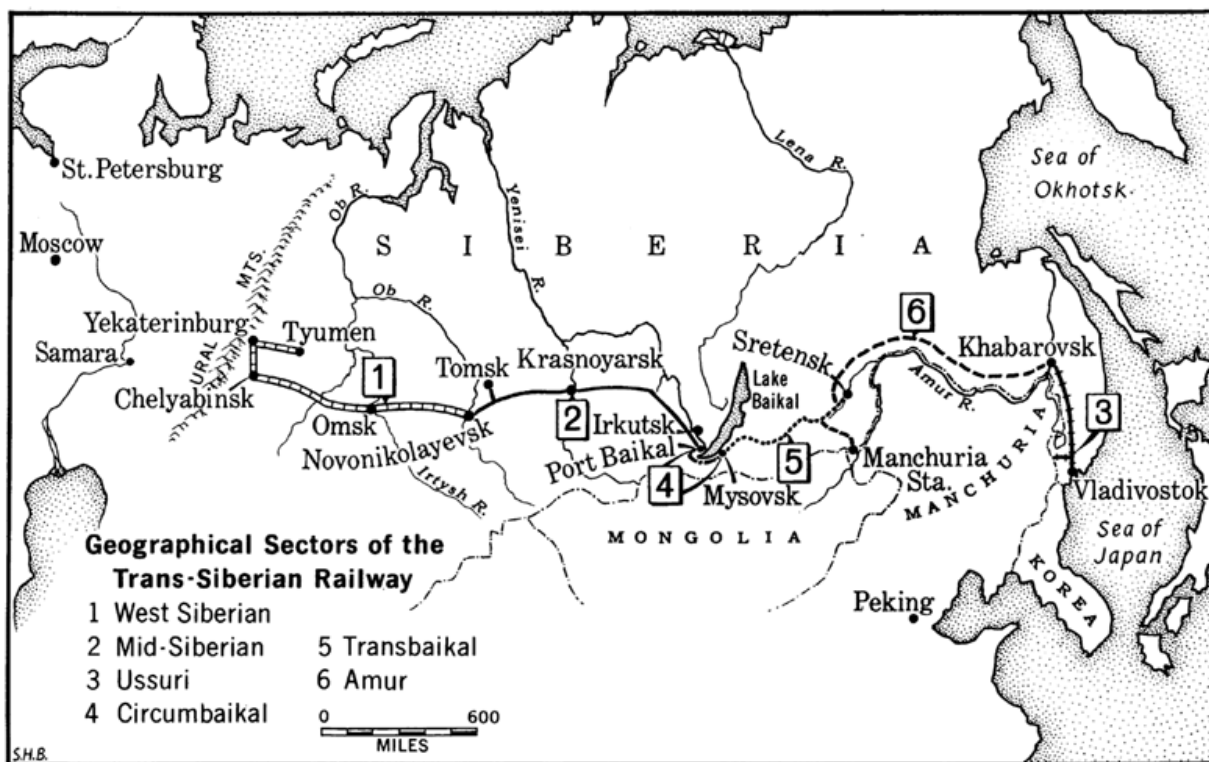 St. Petersburg
Moscow
Samara
Yekaterinburg
Chelyabinsk
URAL MTS.
Tyumen
Omsk
Novonikolayevsk
Tomsk
Krasnoyarsk
Irkutsk
Port Baikal
Mysovsk
Lake
Baikal
Sretensk
Manchuria
Sta.
Khabarovsk
Vladivostok
Peking
SIBERIA
MONGOLIA
MANCHURIA
KOREA
Ob R.
Ob R.
Irtysh R.
Yenisei R.
Lena R.
Amur R.
Sea of
Okhotsk
Sea of
Japan
1
2
3
4
5
6
Geographical Sectors of the
Trans-Siberian Railway
1 West Siberian
2 Mid-Siberian
3 Ussuri
4 Circumbaikal
5 Transbaikal
6 Amur
0 600
MILES
S.H.B.